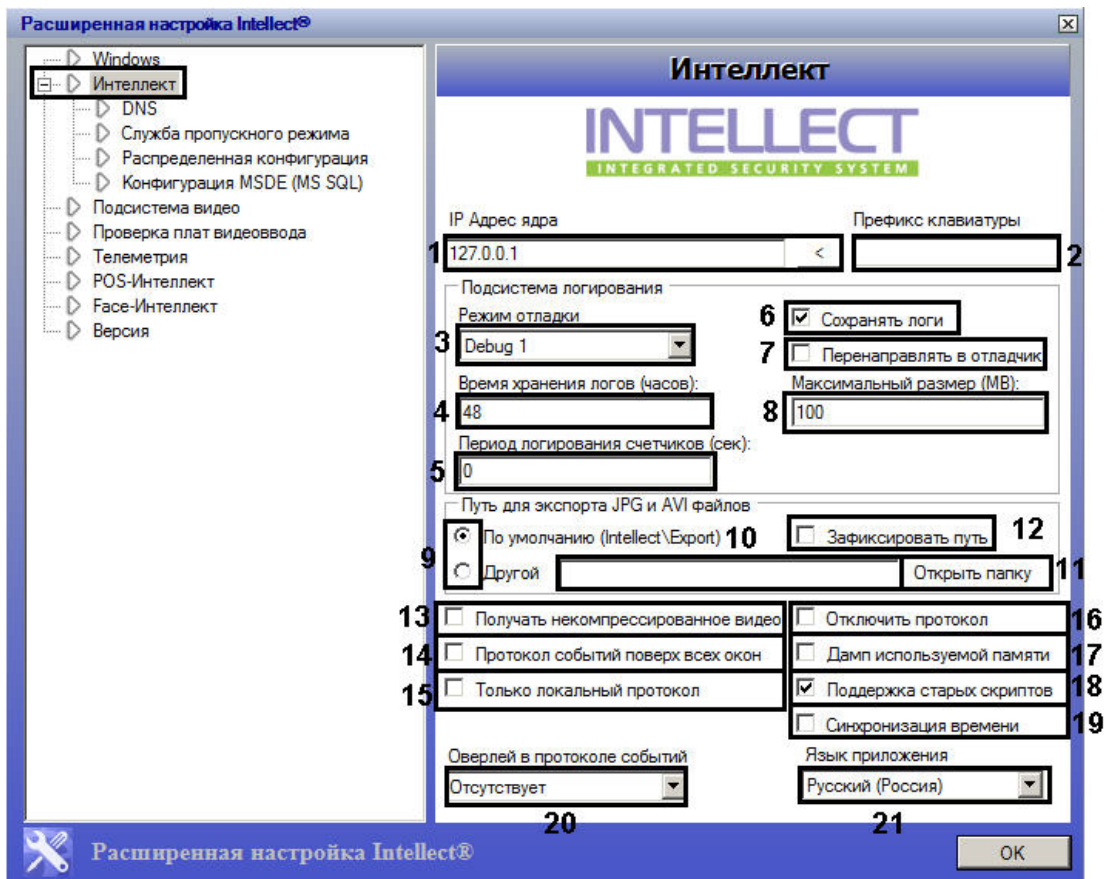 Расширенная настройка Intellect®
Windows
Интеллект
DNS
Служба пропускного режима
Распределенная конфигурация
Конфигурация MSDE (MS SQL)
Подсистема видео
Проверка плат видеоввода
Телеметрия
POS-Интеллект
Face-Интеллект
Версия
Интеллект
INTELLECT
INTEGRATED SECURITY SYSTEM
IP Адрес ядра
Префикс клавиатуры
1 127.0.0.1 <
2
Подсистема логирования
Режим отладки
3 Debug 1
6 Сохранять логи
7 Перенаправлять в отладчик
Время хранения логов (часов):
Максимальный размер (MB):
4 48
8 100
Период логирования счетчиков (сек):
5 0
Путь для экспорта JPG и AVI файлов
9
По умолчанию (Intellect\Export) 10
Зафиксировать путь 12
Другой
Открыть папку 11
13 Получать некомпрессированное видео
Отключить протокол 16
14 Протокол событий поверх всех окон
Дамп используемой памяти 17
15 Только локальный протокол
Поддержка старых скриптов 18
Синхронизация времени 19
Оверлей в протоколе событий
Язык приложения
Отсутствует
Русский (Россия)
20
21
Расширенная настройка Intellect®
OK